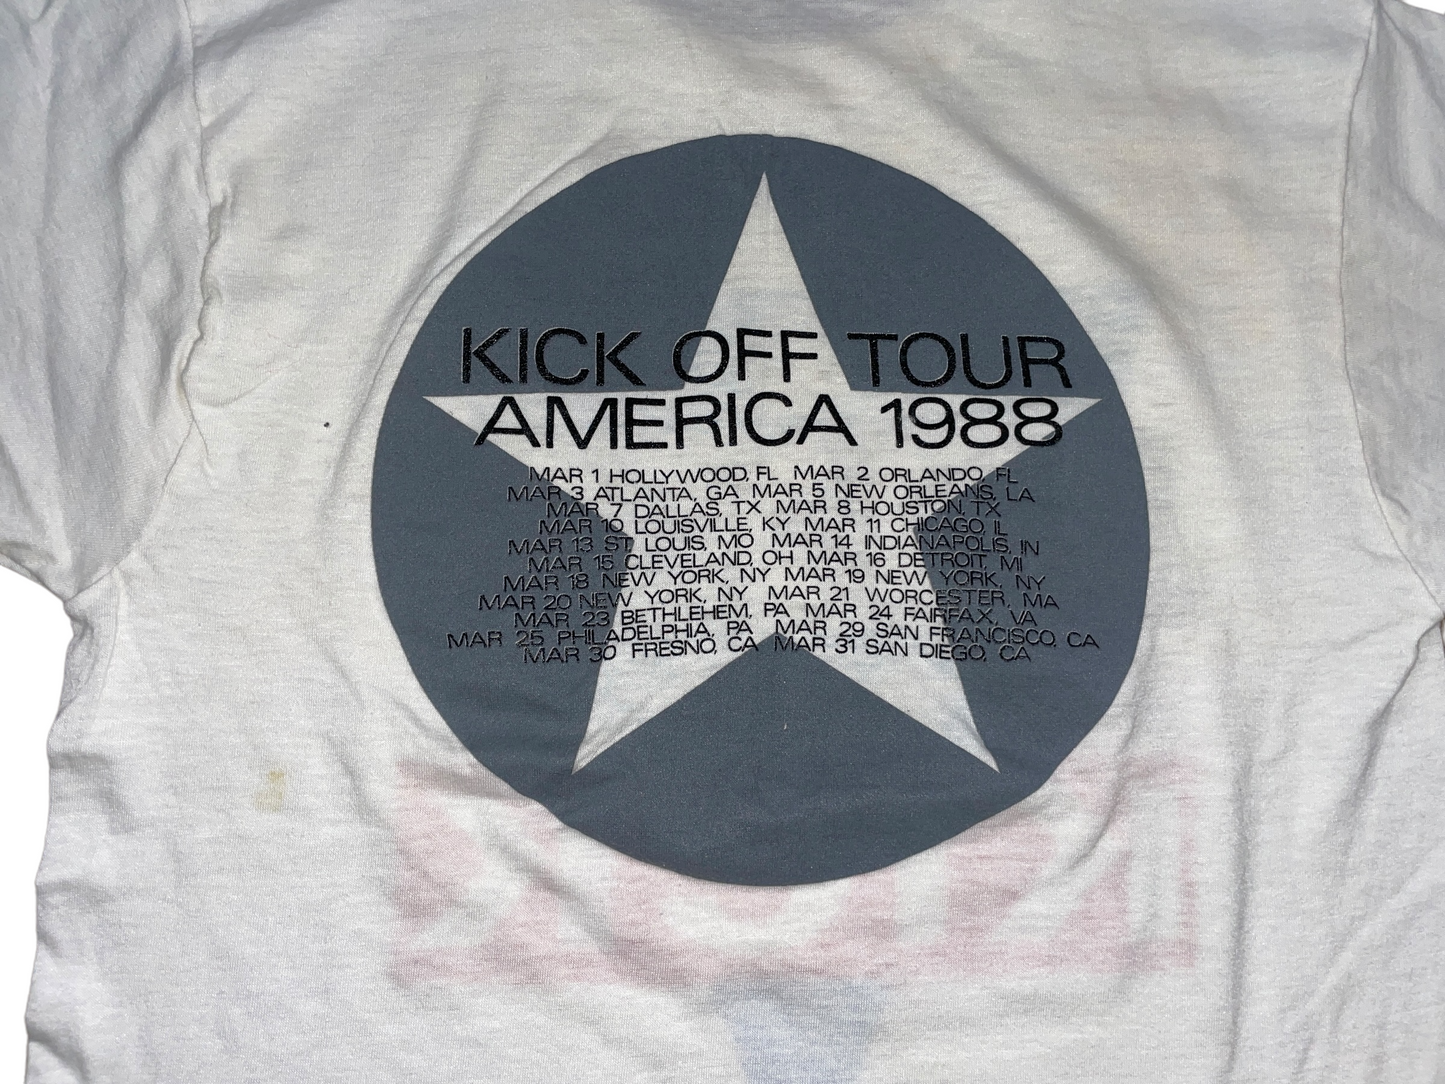 KICK OFF TOUR
AMERICA 1988
MAR 1 HOLLYWOOD, FL MAR 2 ORLANDO, FL
MAR 3 ATLANTA, GA MAR 5 NEW ORLEANS, LA
MAR 7 DALLAS, TX MAR 8 HOUSTON, TX
MAR 10 LOUISVILLE, KY MAR 11 CHICAGO, IL
MAR 13 ST. LOUIS, MO MAR 14 INDIANAPOLIS, IN
MAR 15 CLEVELAND, OH MAR 16 DETROIT, MI
MAR 18 NEW YORK, NY MAR 19 NEW YORK, NY
MAR 20 NEW YORK, NY MAR 21 WORCESTER, MA
MAR 23 BETHLEHEM, PA MAR 24 FAIRFAX, VA
MAR 25 PHILADELPHIA, PA MAR 29 SAN FRANCISCO, CA
MAR 30 FRESNO, CA MAR 31 SAN DIEGO, CA